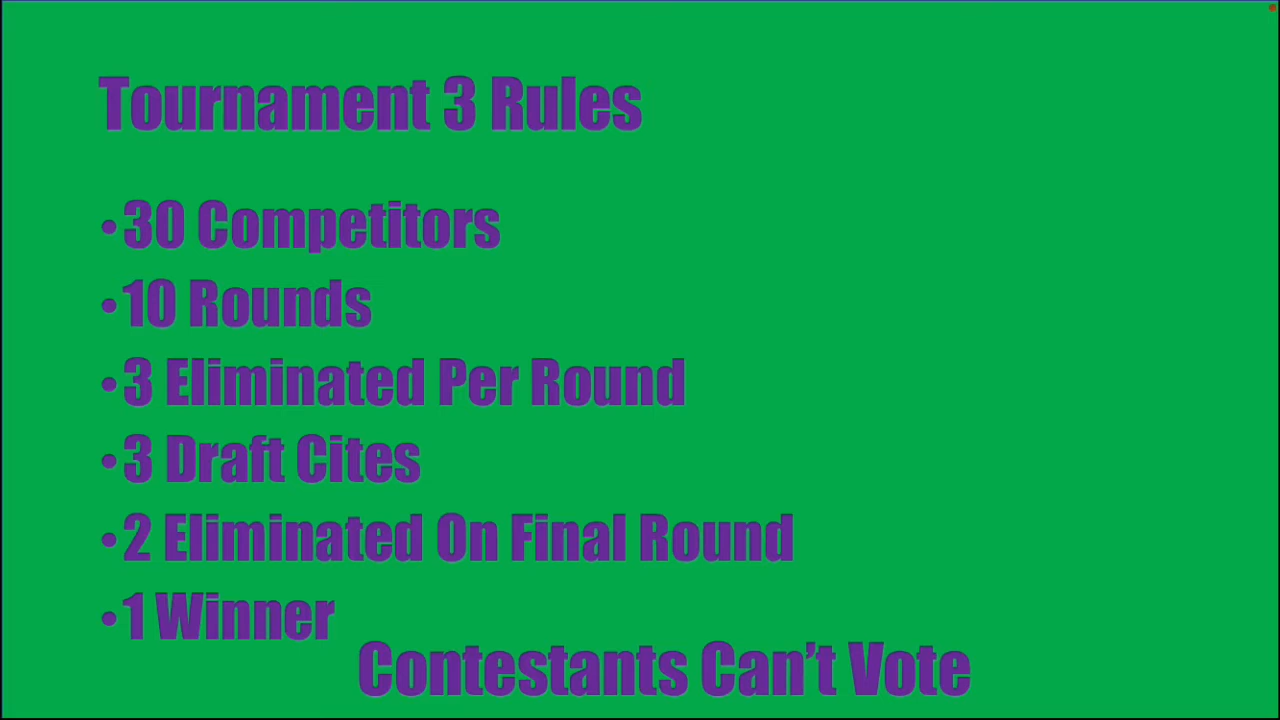 Tournament 3 Rules
•30 Competitors
•10 Rounds
•3 Eliminated Per Round
•3 Draft Cites
•2 Eliminated On Final Round
•1 Winner
Contestants Can’t Vote